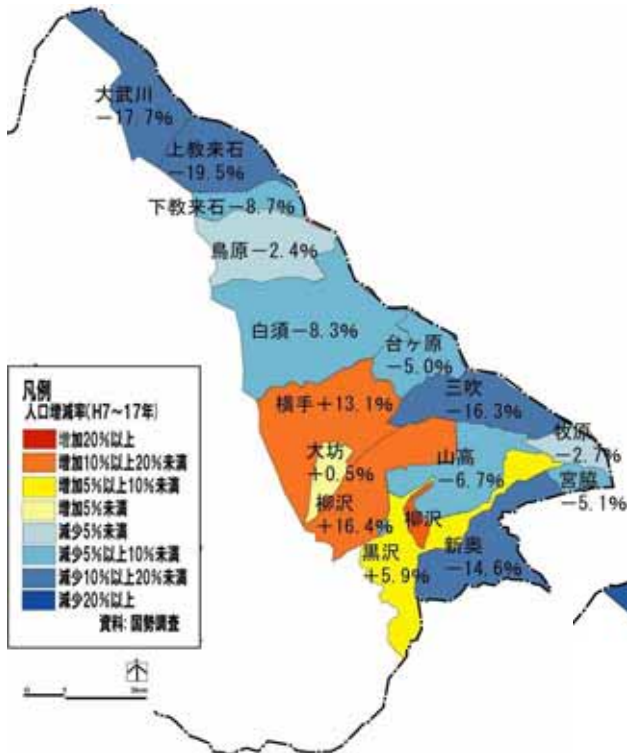 大武川
−17.7%
上教来石
−19.5%
下教来石−8.7%
鳥原−2.4%
白須−8.3%
台ヶ原
−5.0%
三吹
−16.3%
横手+13.1%
牧原
−2.7%
大坊
+0.5%
山高
−6.7%
宮脇
−5.1%
柳沢
+16.4%
柳沢
黒沢
+5.9%
新奥
−14.6%
凡例
人口増減率(H7〜17年)
増加20%以上
増加10%以上20%未満
増加5%以上10%未満
増加5%未満
減少5%未満
減少5%以上10%未満
減少10%以上20%未満
減少20%以上
資料:国勢調査